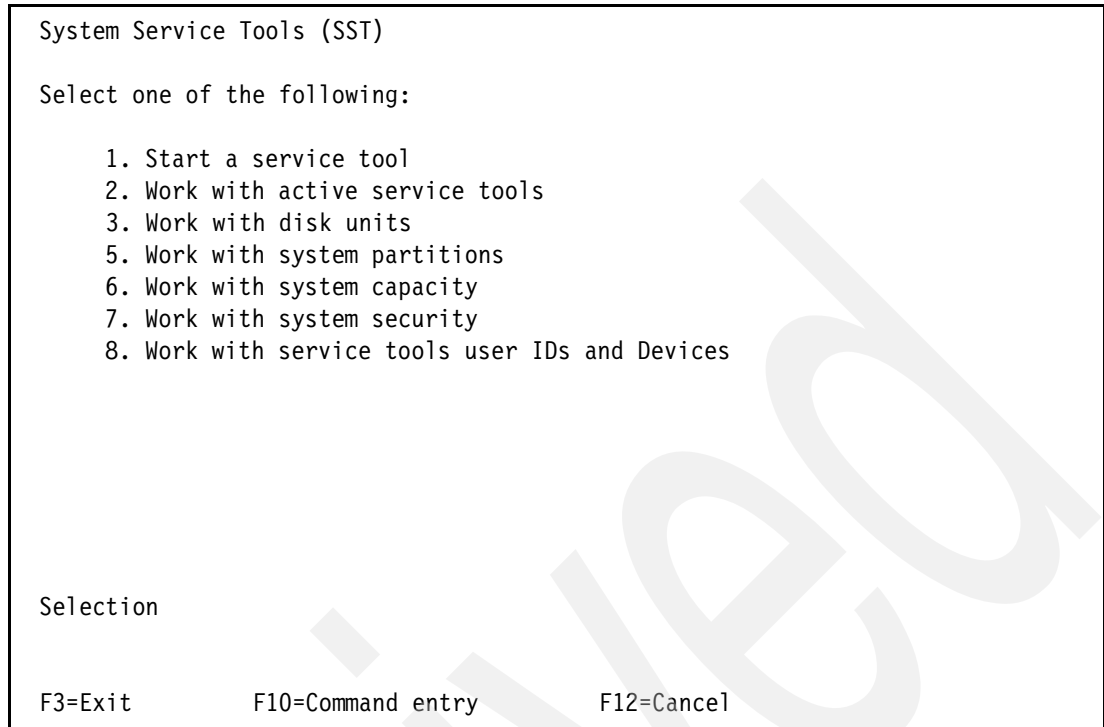 System Service Tools (SST)
Select one of the following:
1. Start a service tool
2. Work with active service tools
3. Work with disk units
5. Work with system partitions
6. Work with system capacity
7. Work with system security
8. Work with service tools user IDs and Devices
Selection
F3=Exit F10=Command entry F12=Cancel
ived